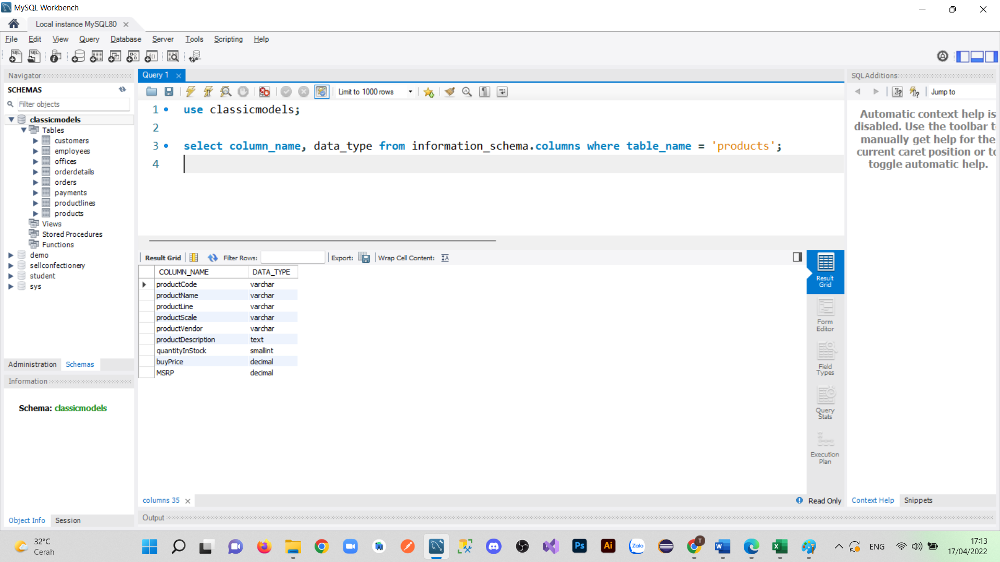 MySQL Workbench
Local instance MySQL80
File Edit View Query Database Server Tools Scripting Help
Navigator
SCHEMAS
Filter objects
classicmodels
Tables
customers
employees
offices
orderdetails
orders
payments
productlines
products
Views
Stored Procedures
Functions
demo
sellconfectionery
student
sys
Administration Schemas
Information
Schema: classicmodels
Object Info Session
Query 1
Limit to 1000 rows
1 use classicmodels;
2
3 select column_name, data_type from information_schema.columns where table_name = 'products';
4
Result Grid Filter Rows: Export: Wrap Cell Content:
COLUMN_NAME DATA_TYPE
productCode varchar
productName varchar
productLine varchar
productScale varchar
productVendor varchar
productDescription text
quantityInStock smallint
buyPrice decimal
MSRP decimal
Result
Grid
Form
Editor
Field
Types
Query
Stats
Execution
Plan
columns 35
Read Only
Output
SQLAdditions
Jump to
Automatic context help is
disabled. Use the toolbar t
manually get help for the
current caret position or to
toggle automatic help.
Context Help Snippets
32°C
Cerah
Ps
Ai
Zalo
T
ENG
17:13
17/04/2022